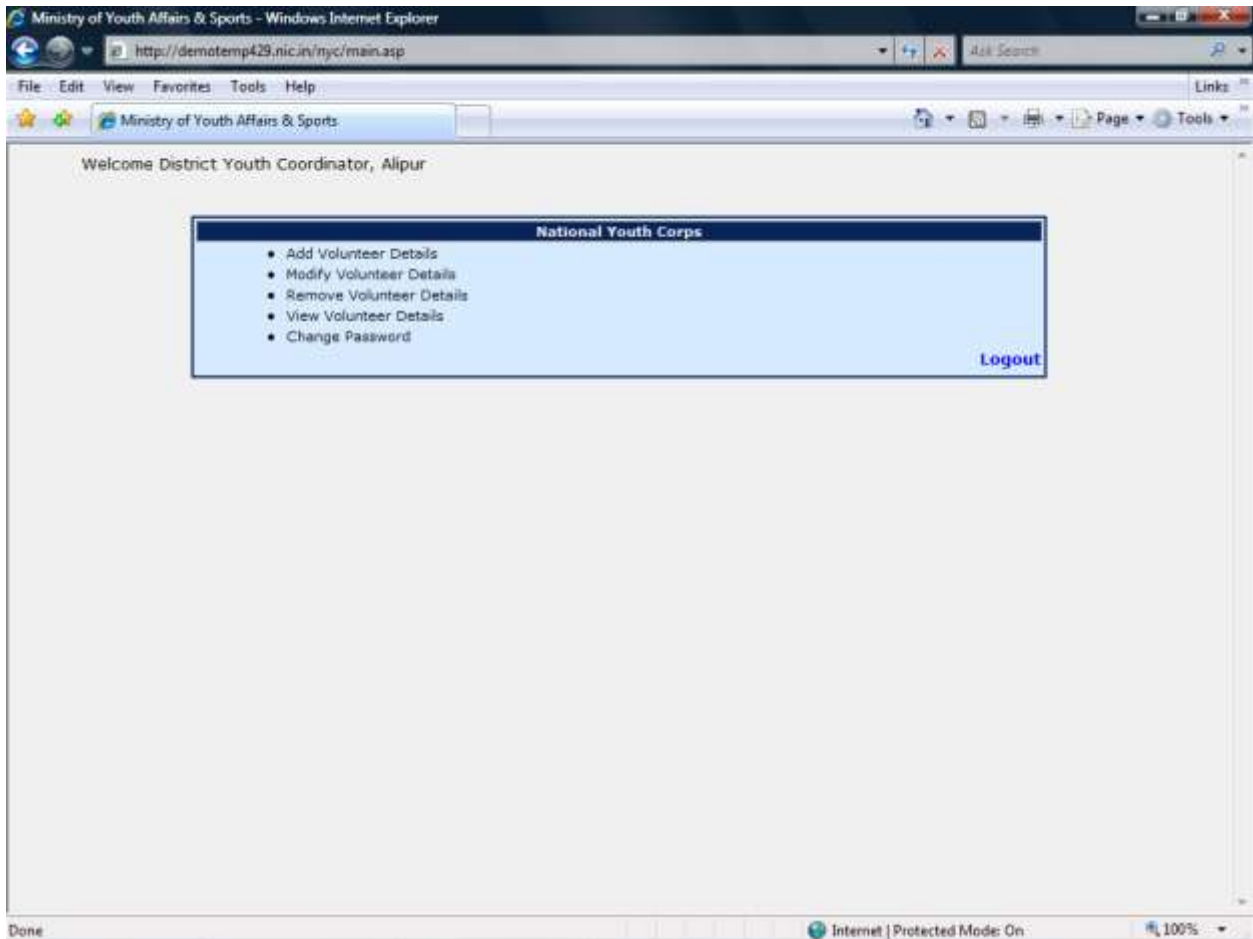 Ministry of Youth Affairs & Sports - Windows Internet Explorer
http://demotemp429.nic.in/nyc/main.asp
Ask Search
File Edit View Favorites Tools Help
Links
Ministry of Youth Affairs & Sports
Page Tools
Welcome District Youth Coordinator, Alipur
National Youth Corps
• Add Volunteer Details
• Modify Volunteer Details
• Remove Volunteer Details
• View Volunteer Details
• Change Password
Logout
Done
Internet | Protected Mode: On
100%